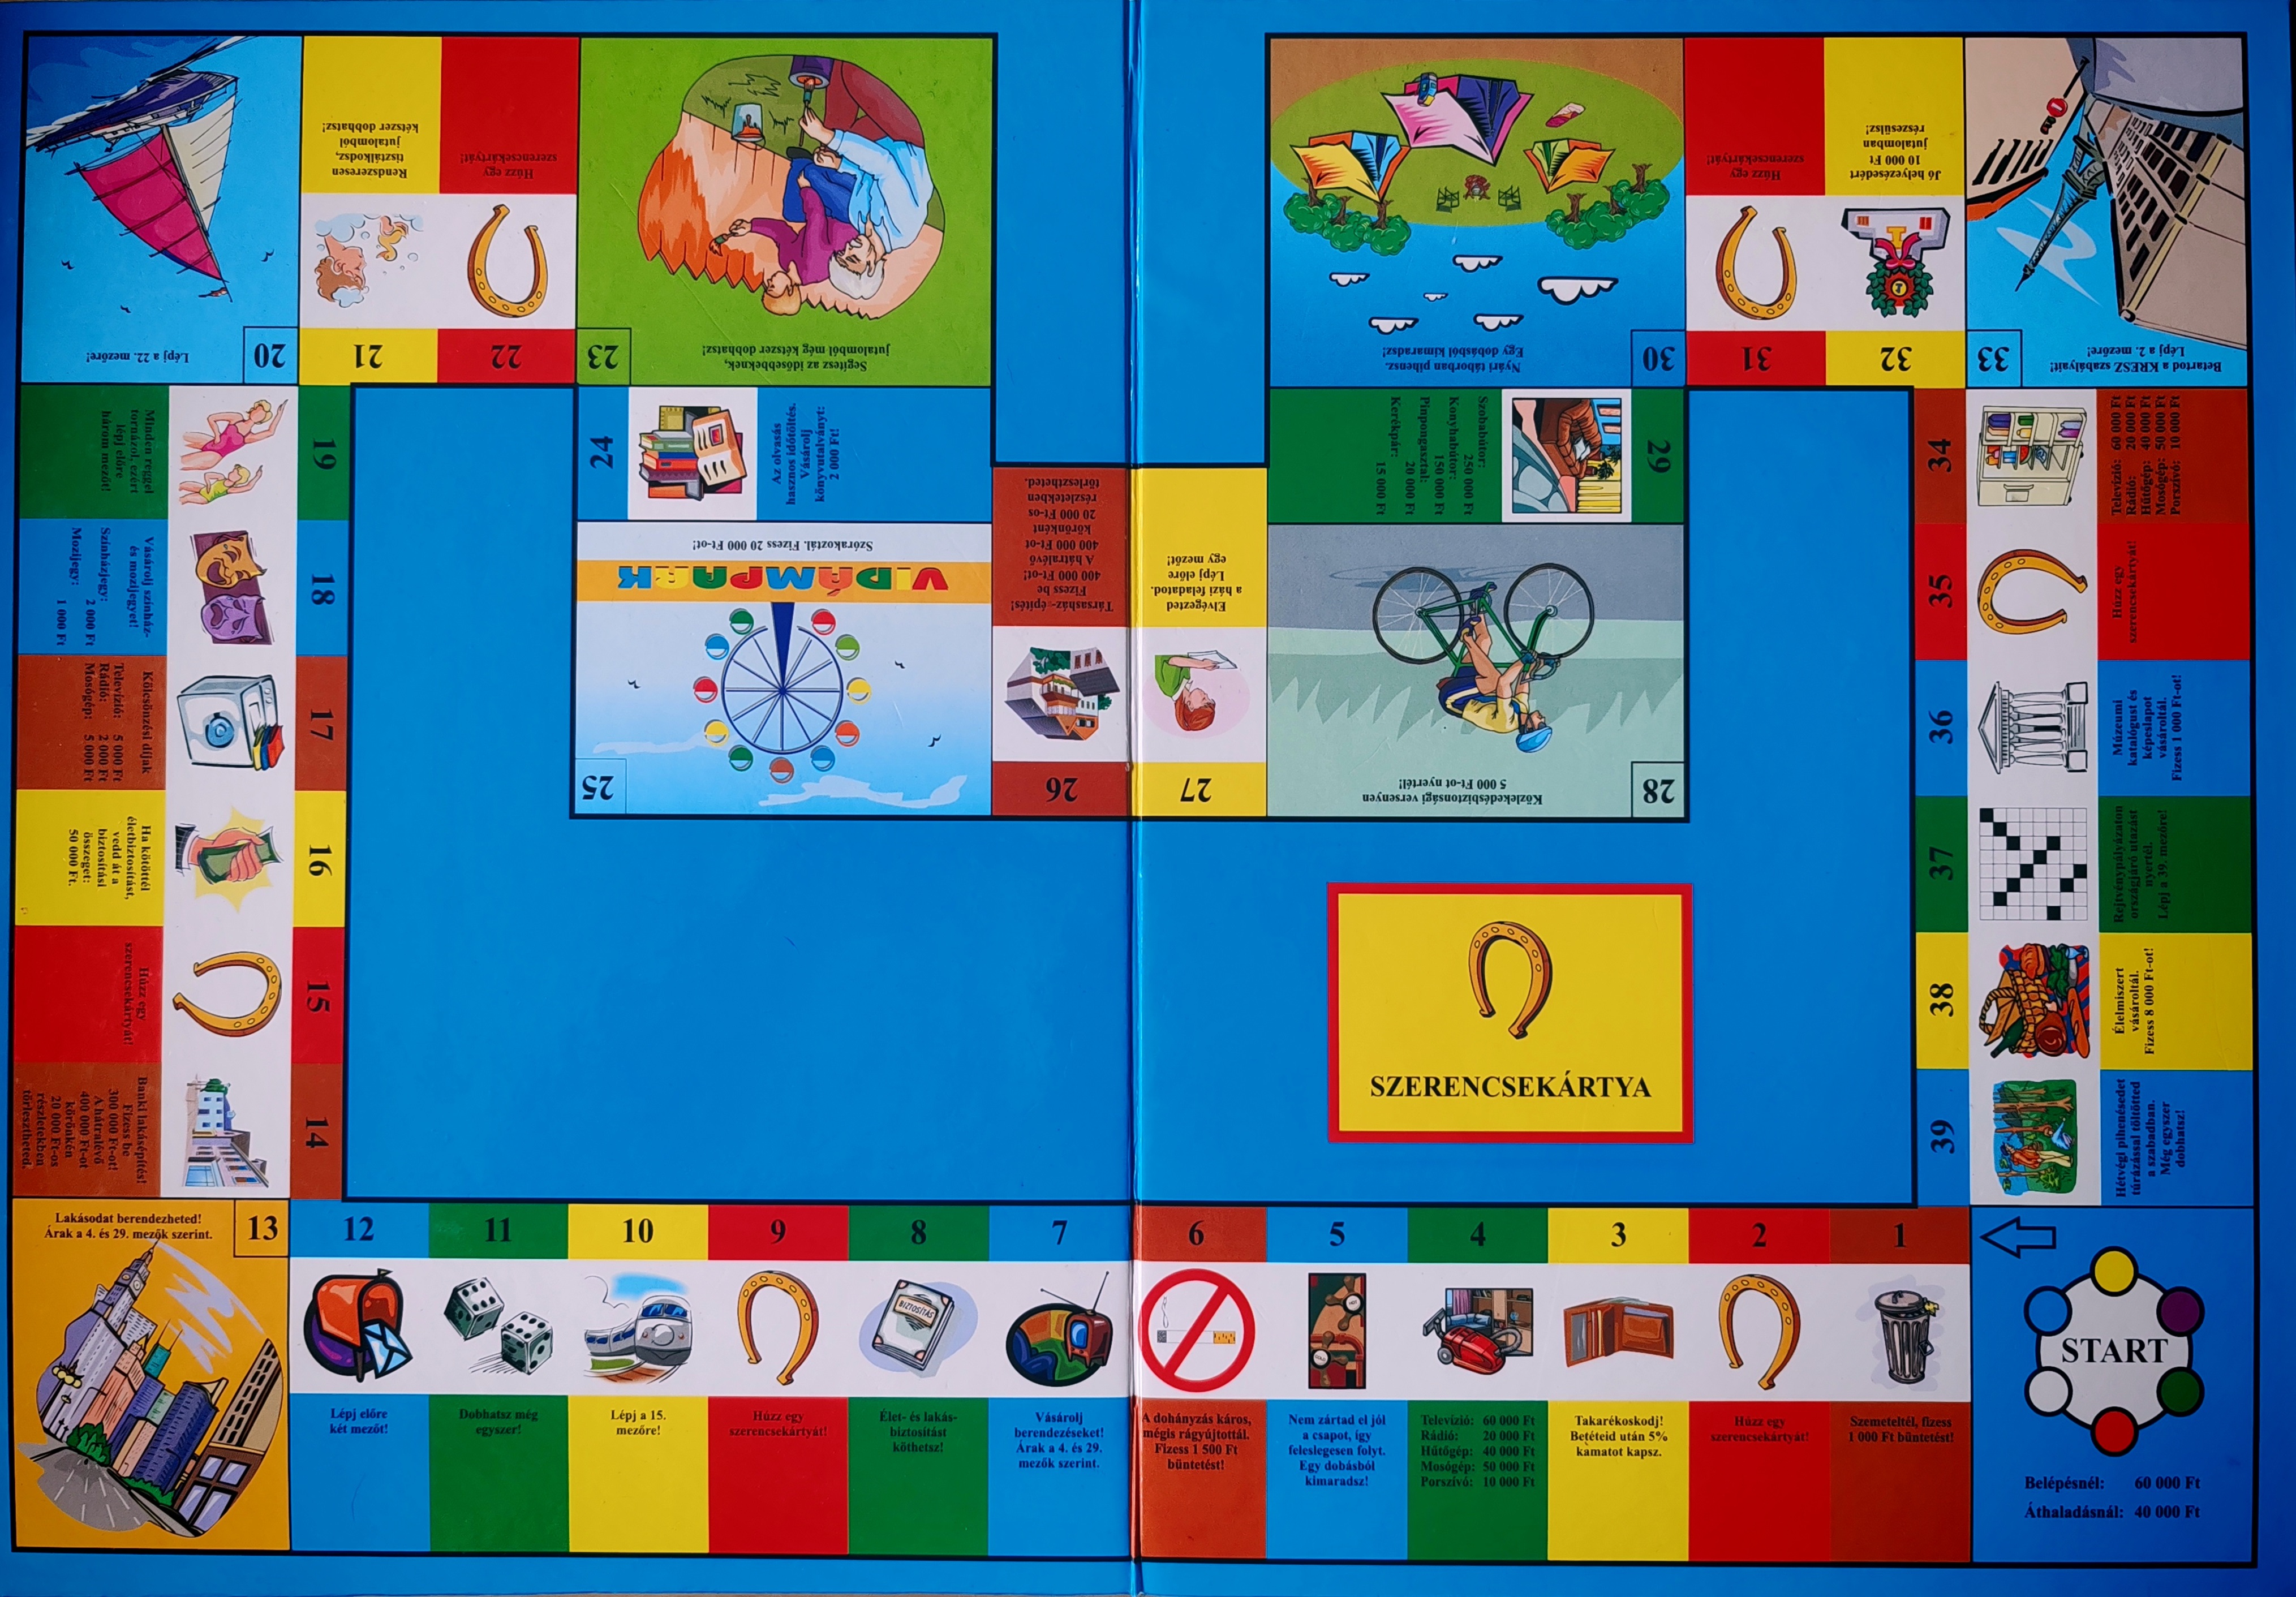 START
Belépésnél: 60 000 Ft
Áthaladásnál: 40 000 Ft
1
Szemeteltél, fizess
1 000 Ft büntetést!
2
Húzz egy
szerencsekártyát!
3
Takarékoskodj!
Betéteid után 5%
kamatot kapsz.
4
Televízió: 60 000 Ft
Rádió: 20 000 Ft
Hűtőgép: 40 000 Ft
Mosógép: 50 000 Ft
Porszívó: 10 000 Ft
5
Nem zártad el jól
a csapot, így
feleslegesen folyt.
Egy dobásból
kimaradsz!
6
A dohányzás káros,
mégis rágyújtottál.
Fizess 1 500 Ft
büntetést!
7
Vásárolj
berendezéseket!
Árak a 4. és 29.
mezők szerint.
8
BIZTOSÍTÁS
Élet- és lakás-
biztosítást
köthetsz!
9
Húzz egy
szerencsekártyát!
10
Lépj a 15.
mezőre!
11
Dobhatsz még
egyszer!
12
Lépj előre
két mezőt!
13
Lakásodat berendezheted!
Árak a 4. és 29. mezők szerint.
14
Banki lakásépítés!
Fizess be
300 000 Ft-ot!
A hátralévő
400 000 Ft-ot
körönkén
20 000 Ft-os
részletekben
törlesztheted.
15
Húzz egy
szerencsekártyát!
16
Ha kötöttél
életbiztosítást,
vedd át a
biztosítási
összeget:
50 000 Ft.
17
Kölcsönzési díjak
Televízió: 5 000 Ft
Rádió: 2 000 Ft
Mosógép: 5 000 Ft
18
Vásárolj színház-
és mozijegyet!
Színházjegy:
2 000 Ft
Mozijegy:
1 000 Ft
19
Minden reggel
tornázol, ezért
lépj előre
három mezőt!
20
Lépj a 22. mezőre!
21
Rendszeresen
tisztálkodsz,
jutalomból
kétszer dobhatsz!
22
Húzz egy
szerencsekártyát!
23
Segítesz az idősebbeknek,
jutalomból még kétszer dobhatsz!
24
Az olvasás
hasznos időtöltés.
Vásárolj
könyvutalványt:
2 000 Ft!
25
VIDÁMPARK
Szórakoztál. Fizess 20 000 Ft-ot!
26
Társasház-építés!
Fizess be
400 000 Ft-ot!
A hátralévő
400 000 Ft-ot
körönként
20 000 Ft-os
részletekben
törlesztheted.
27
Elvégezted
a házi feladatod.
Lépj előre
egy mezőt!
28
Közlekedésbiztonsági versenyen
5 000 Ft-ot nyertél!
29
Szobabútor:
250 000 Ft
Konyhabútor:
150 000 Ft
Pinpongasztal:
20 000 Ft
Kerékpár:
15 000 Ft
30
Nyári táborban pihensz.
Egy dobásból kimaradsz!
31
Húzz egy
szerencsekártyát!
32
Jó helyezésedért
10 000 Ft
jutalomban
részesülsz!
33
Betartod a KRESZ szabályait!
Lépj a 2. mezőre!
34
Televízió: 60 000 Ft
Rádió: 20 000 Ft
Hűtőgép: 40 000 Ft
Mosógép: 50 000 Ft
Porszívó: 10 000 Ft
35
Húzz egy
szerencsekártyát!
36
Múzeumi
katalógust és
képeslapot
vásároltál.
Fizess 1 000 Ft-ot!
37
Rejtvénypályázaton
országjáró utazást
nyertél.
Lépj a 39. mezőre!
38
Élelmiszert
vásároltál.
Fizess 8 000 Ft-ot!
39
Hétvégi pihenésedet
túrázással töltötted
a szabadban.
Még egyszer
dobhatsz!
SZERENCSEKÁRTYA